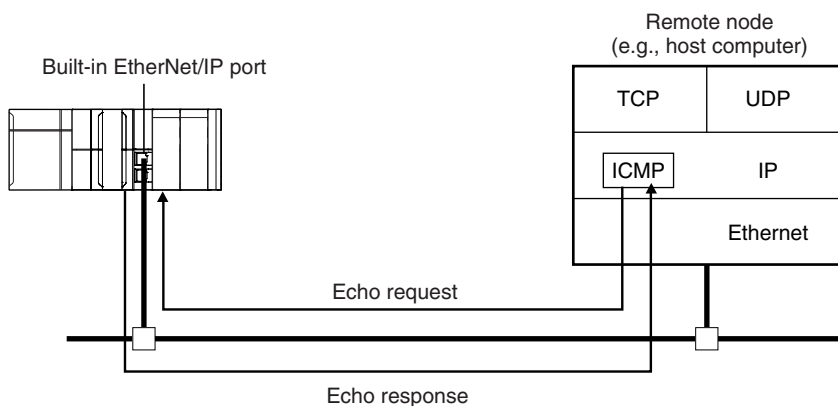 Remote node
(e.g., host computer)
Built-in EtherNet/IP port
TCP
UDP
ICMP
IP
Ethernet
Echo request
Echo response